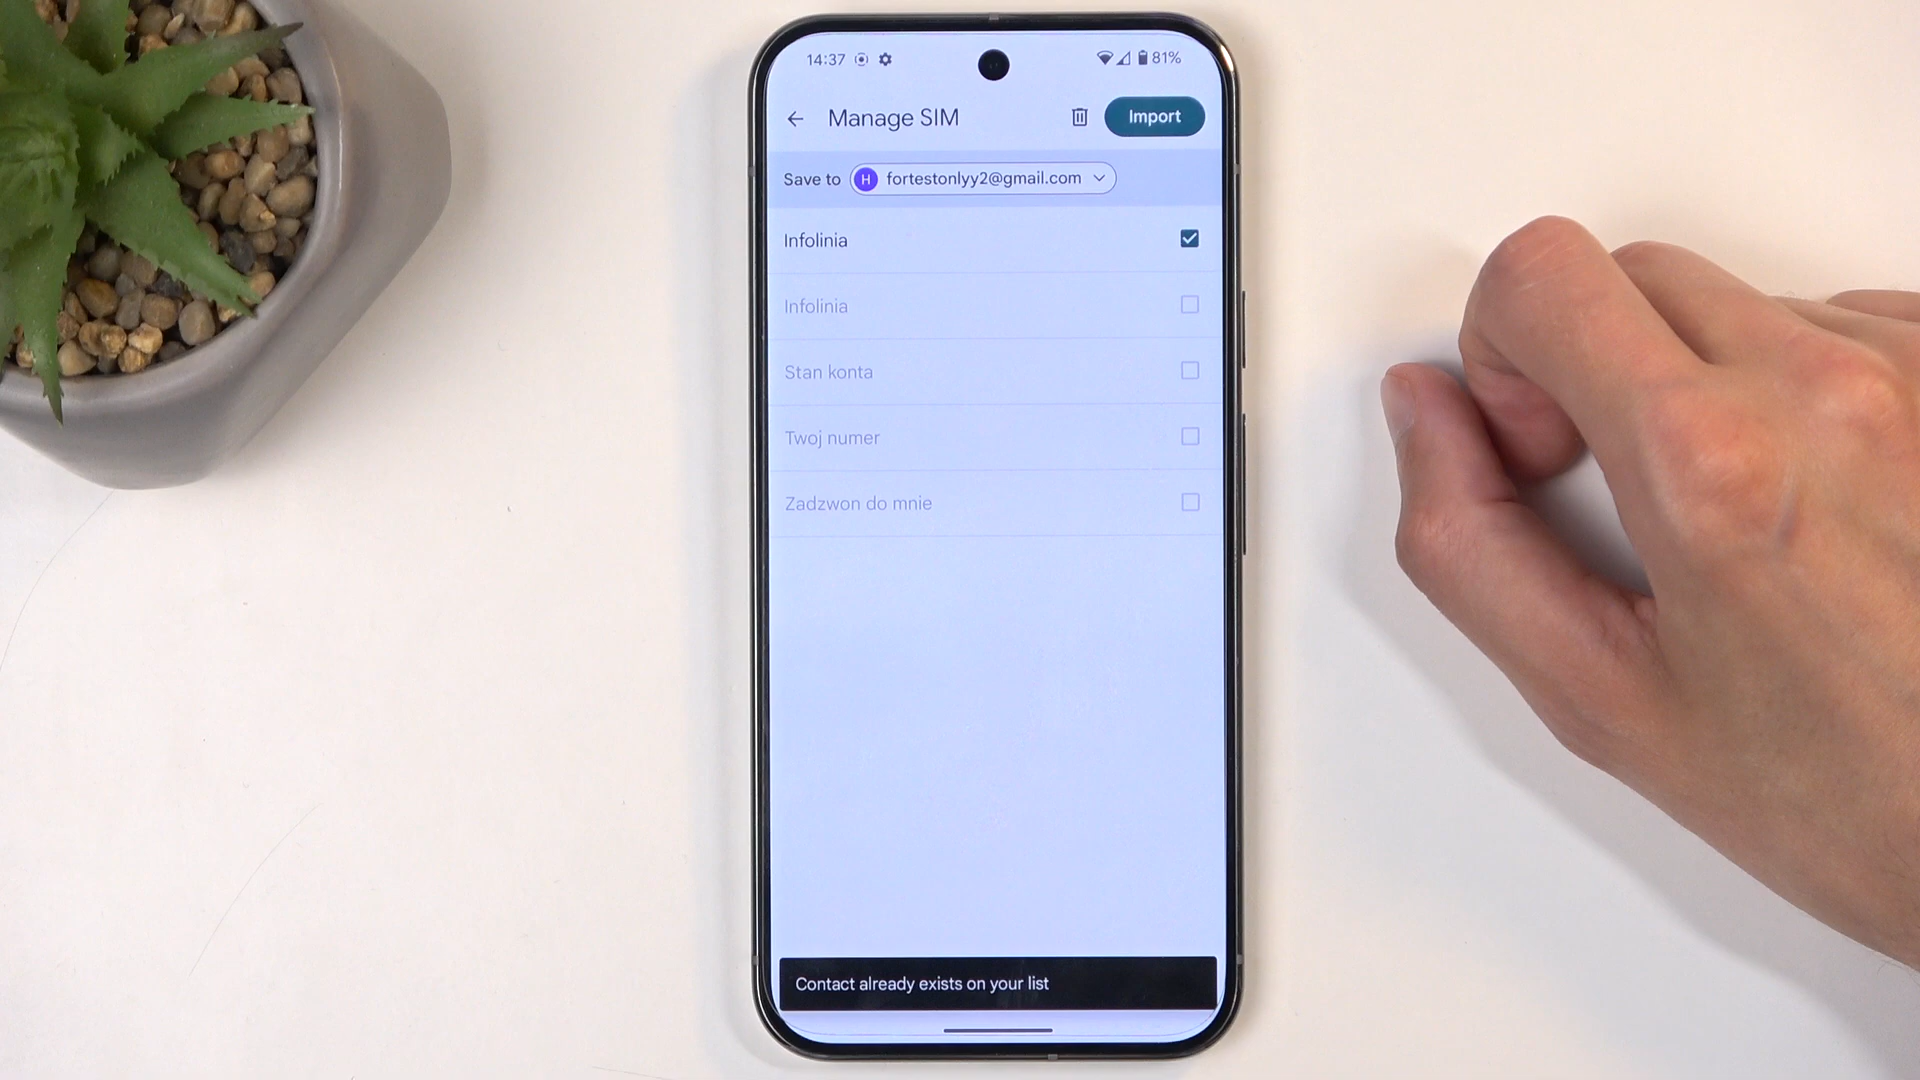 14:37 81%
Manage SIM Import
Save to H fortestonlyy2@gmail.com
Infolinia
Infolinia
Stan konta
Twoj numer
Zadzwon do mnie
Contact already exists on your list